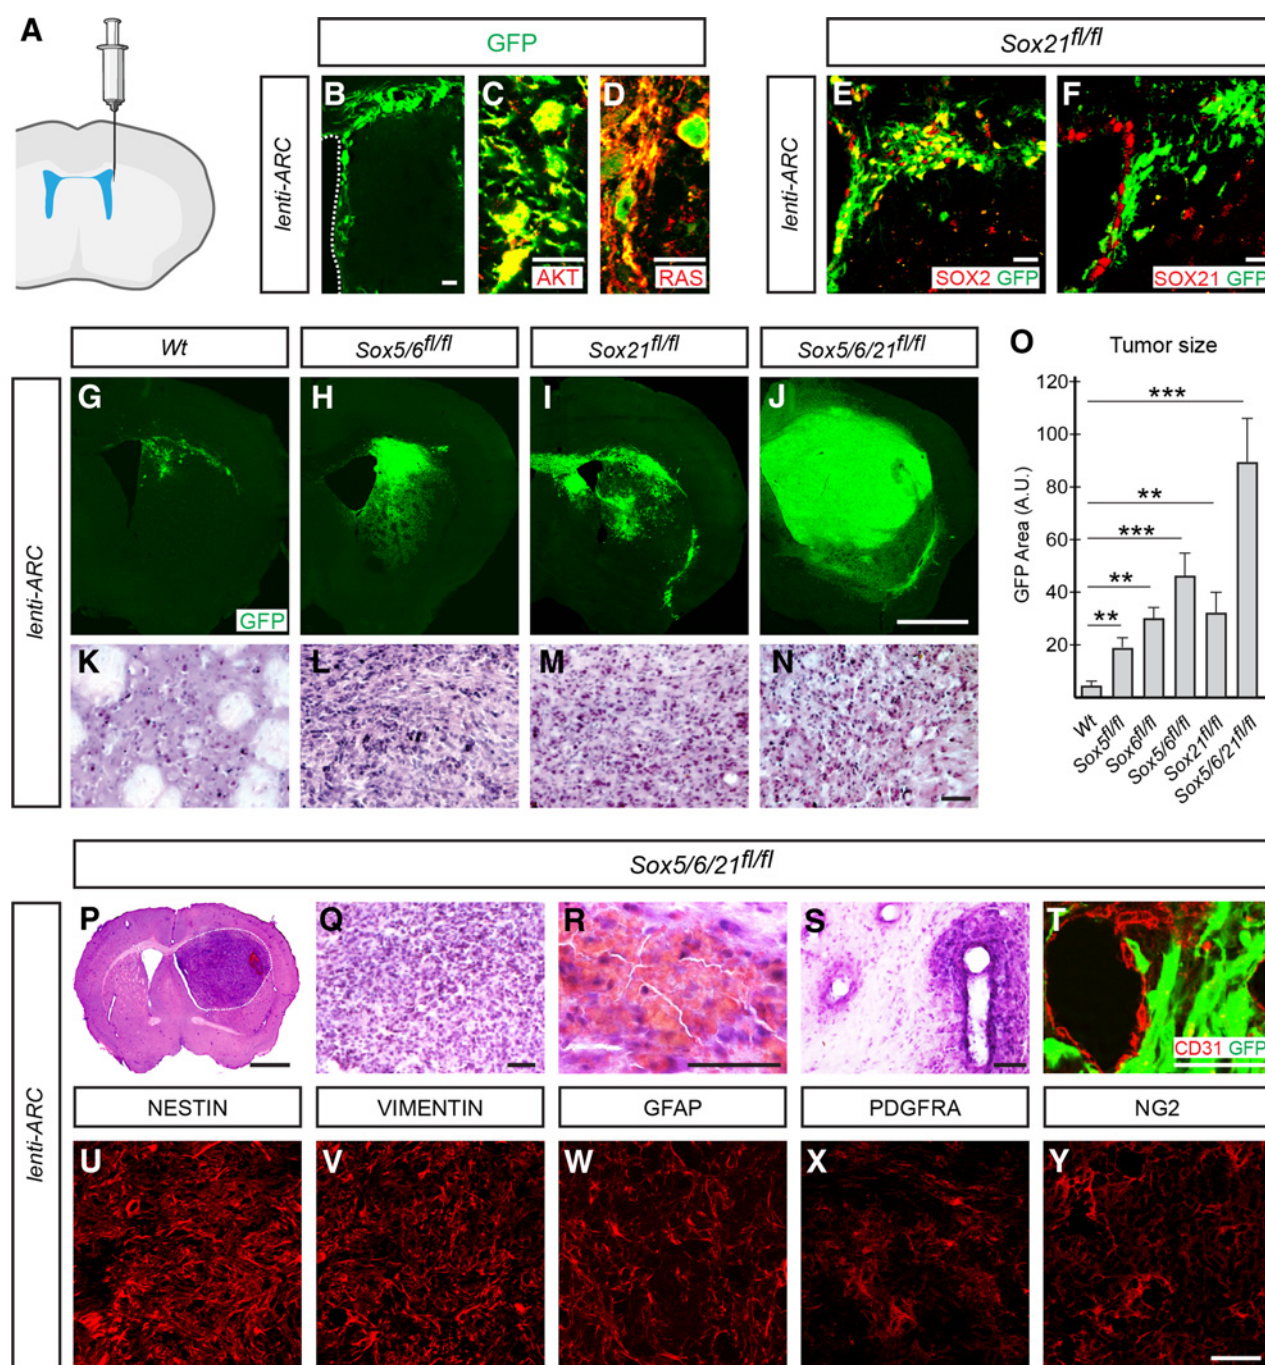 A
GFP
Sox21fl/fl
lenti-ARC
B
C
D
AKT
RAS
lenti-ARC
E
F
SOX2 GFP
SOX21 GFP
Wt
Sox5/6fl/fl
Sox21fl/fl
Sox5/6/21fl/fl
lenti-ARC
G
H
I
J
GFP
K
L
M
N
O
Tumor size
GFP Area (A.U.)
120
100
80
60
40
20
***
**
***
**
**
Wt
Sox5fl/fl
Sox6fl/fl
Sox5/6fl/fl
Sox21fl/fl
Sox5/6/21fl/fl
Sox5/6/21fl/fl
lenti-ARC
P
Q
R
S
T
CD31 GFP
NESTIN
VIMENTIN
GFAP
PDGFRA
NG2
U
V
W
X
Y